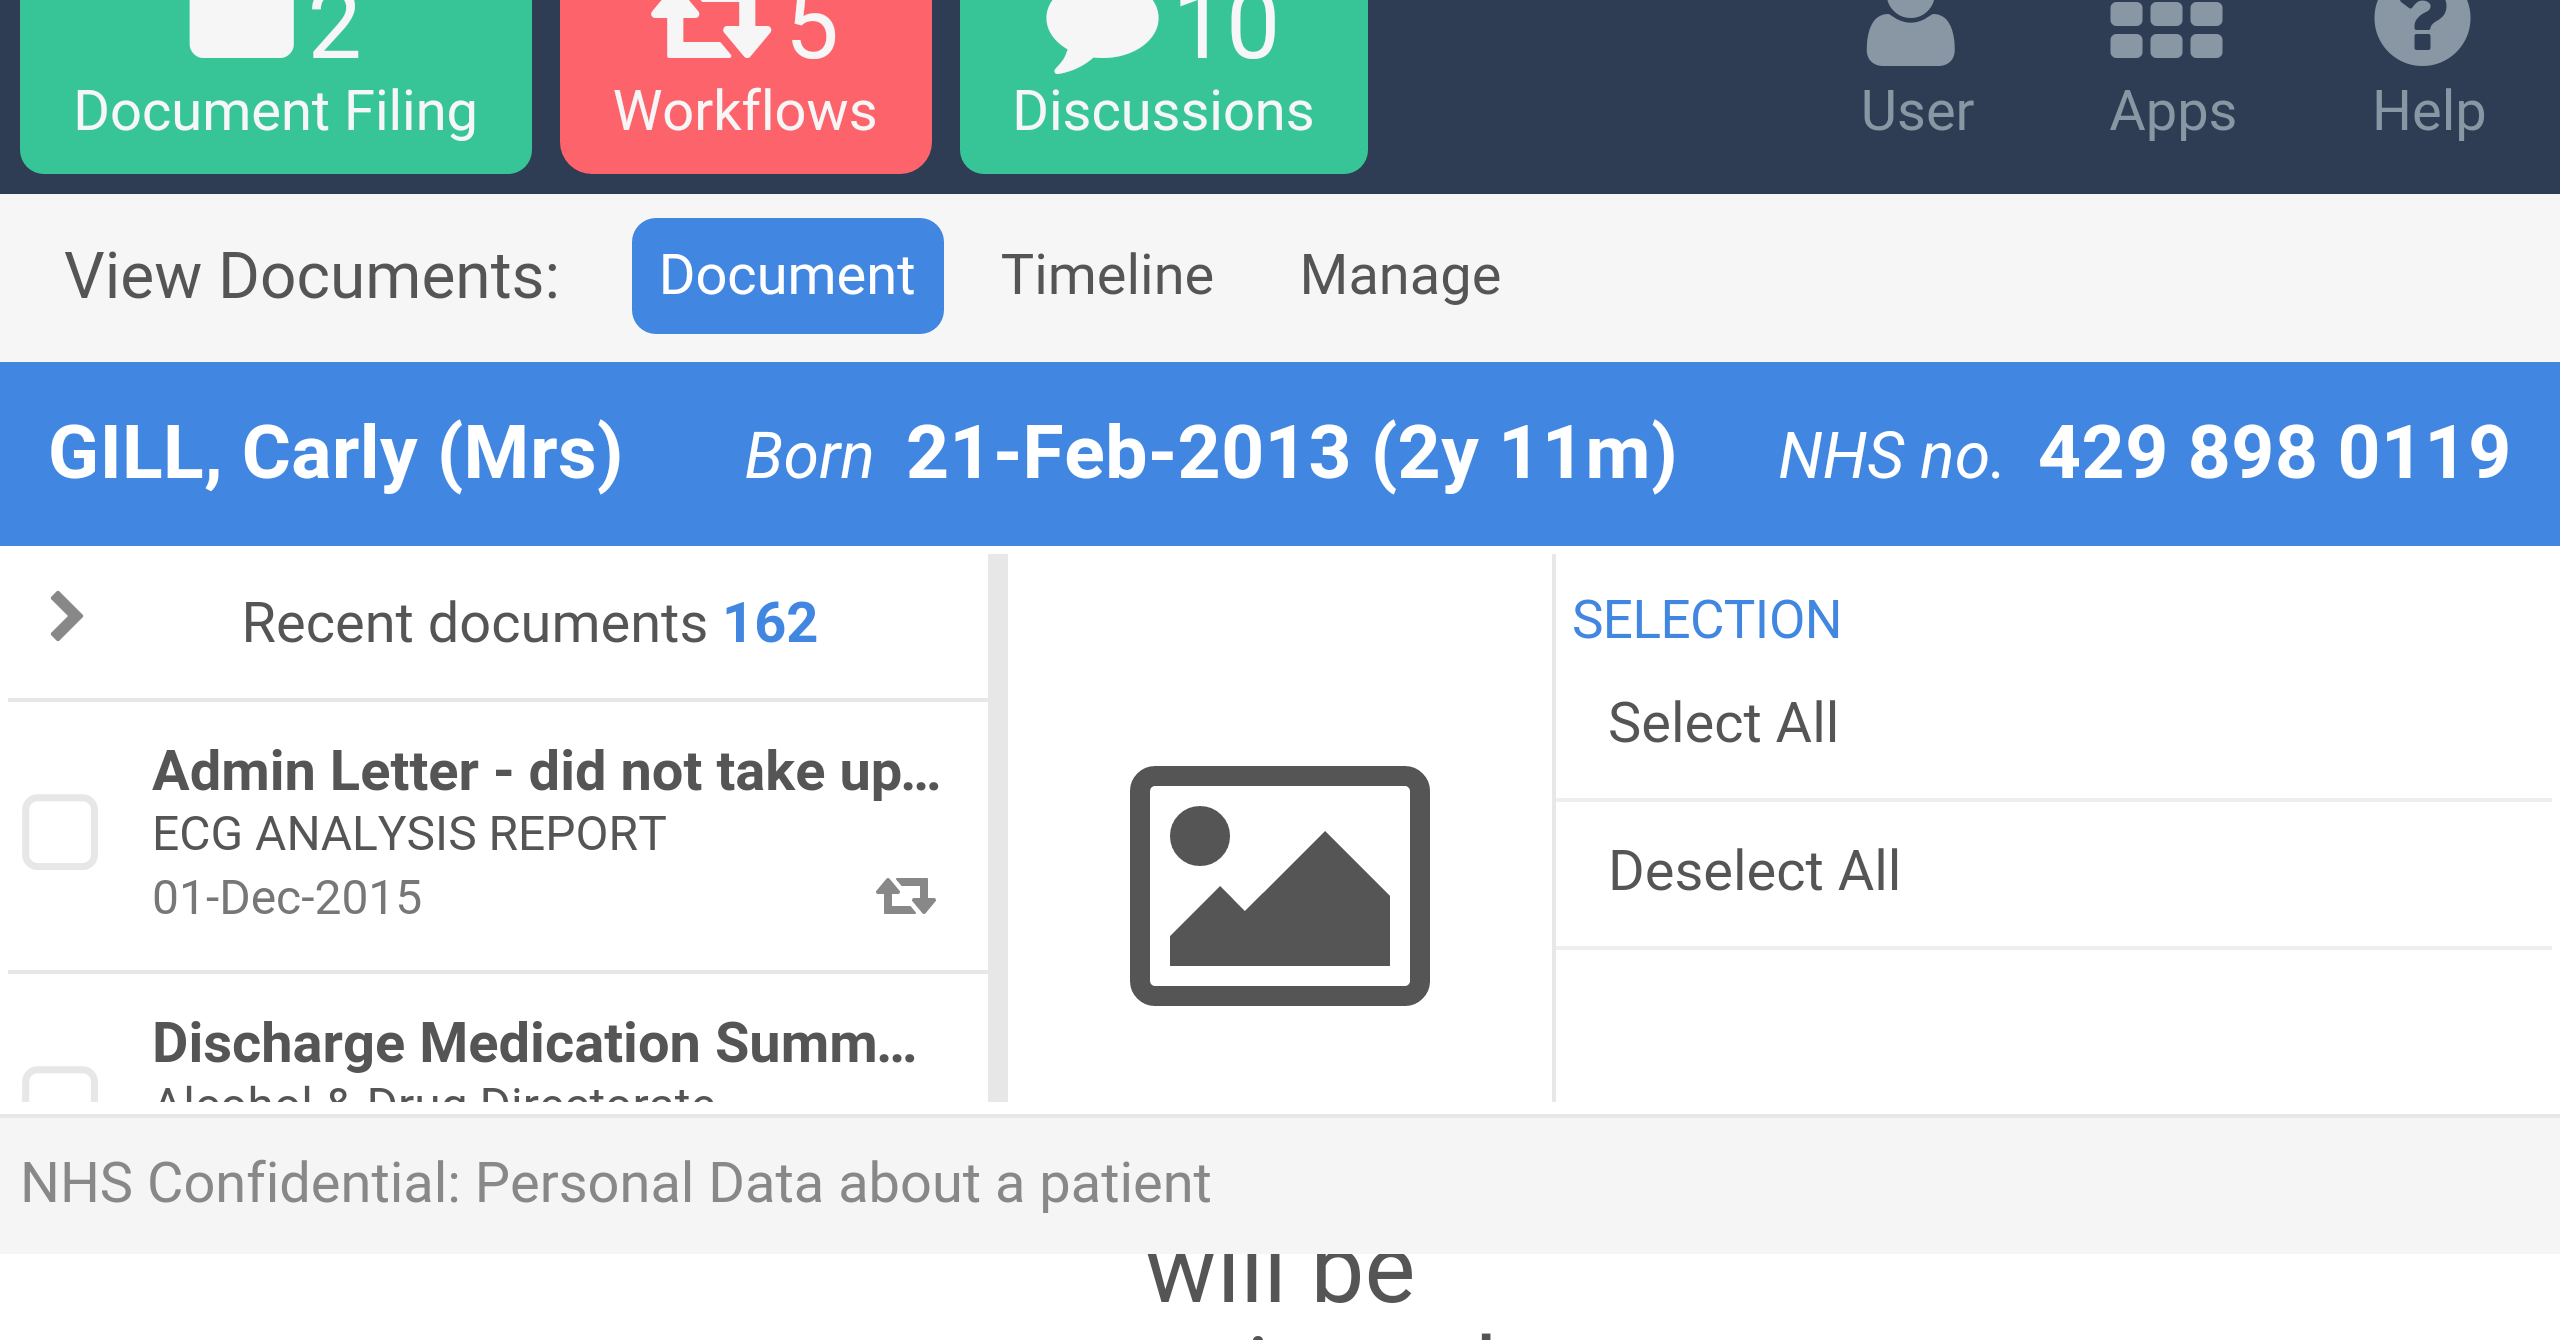 2
5
10
Document Filing
Workflows
Discussions
User
Apps
Help
View Documents:
Document
Timeline
Manage
GILL, Carly (Mrs)
Born 21-Feb-2013 (2y 11m)
NHS no. 429 898 0119
Recent documents 162
SELECTION
Select All
Deselect All
Admin Letter - did not take up...
ECG ANALYSIS REPORT
01-Dec-2015
Discharge Medication Summ...
Alcohol & Drug Directorate
NHS Confidential: Personal Data about a patient
will be